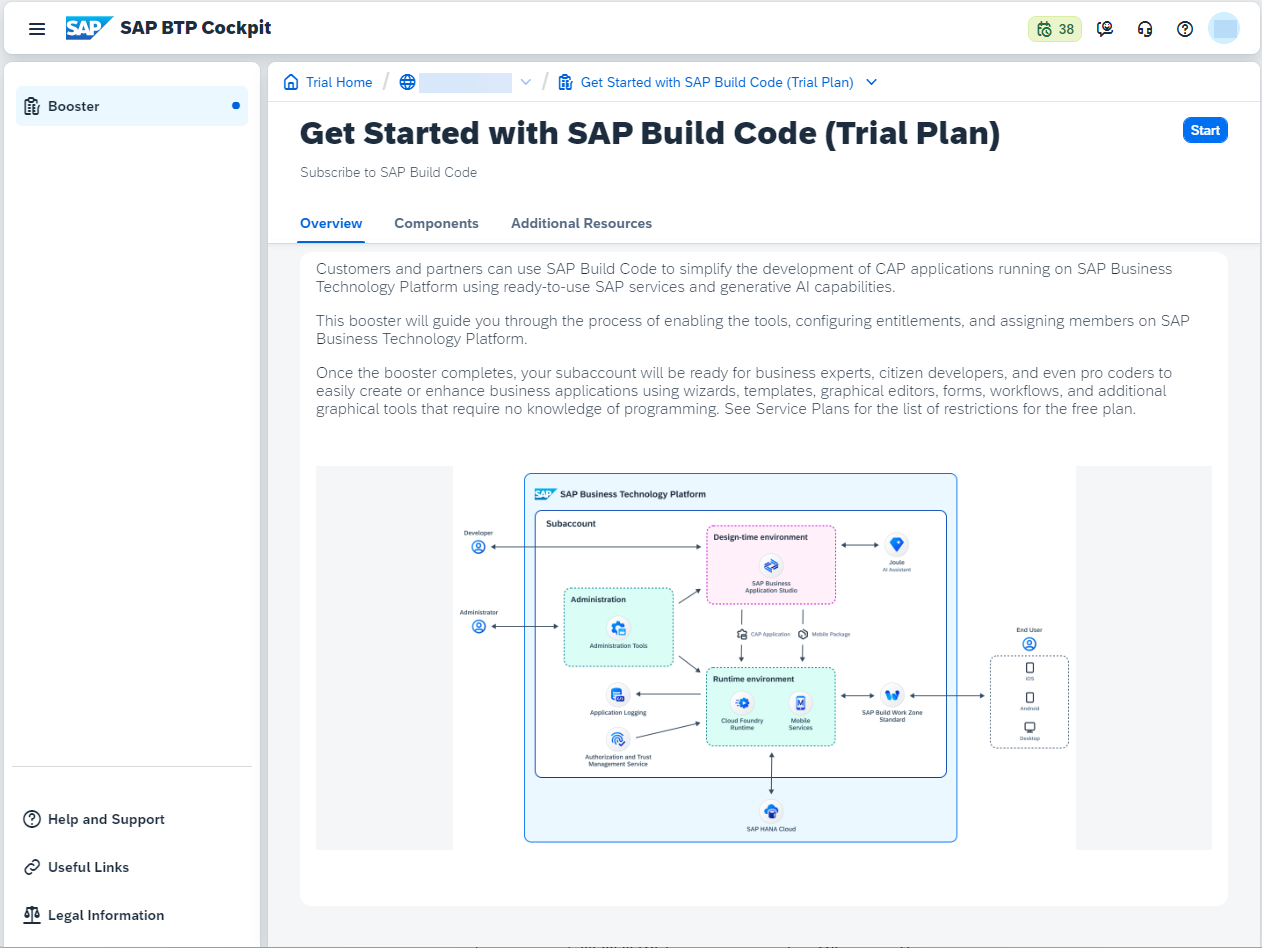 SAP SAP BTP Cockpit
38
Booster
Trial Home / / Get Started with SAP Build Code (Trial Plan)
Get Started with SAP Build Code (Trial Plan)
Start
Subscribe to SAP Build Code
Overview Components Additional Resources
Customers and partners can use SAP Build Code to simplify the development of CAP applications running on SAP Business
Technology Platform using ready-to-use SAP services and generative AI capabilities.
This booster will guide you through the process of enabling the tools, configuring entitlements, and assigning members on SAP
Business Technology Platform.
Once the booster completes, your subaccount will be ready for business experts, citizen developers, and even pro coders to
easily create or enhance business applications using wizards, templates, graphical editors, forms, workflows, and additional
graphical tools that require no knowledge of programming. See Service Plans for the list of restrictions for the free plan.
SAP SAP Business Technology Platform
Subaccount
Developer
Design-time environment
SAP Business
Application Studio
Joule
AI Assistant
Administrator
Administration
Administration Tools
CAP Application
Mobile Package
End User
iOS
Android
Desktop
Runtime environment
Cloud Foundry
Runtime
Mobile
Services
Application Logging
SAP Build Work Zone
Standard
Authorization and Trust
Management Service
SAP HANA Cloud
Help and Support
Useful Links
Legal Information